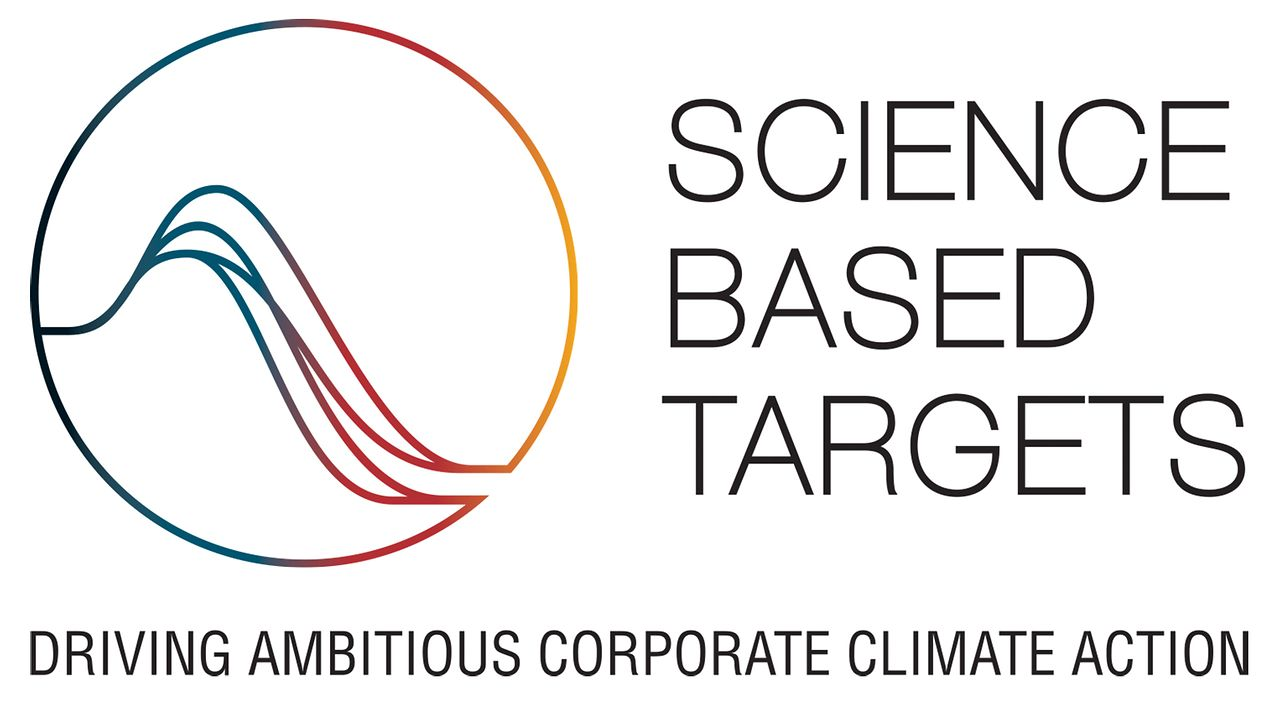 SCIENCE
BASED
TARGETS
DRIVING AMBITIOUS CORPORATE CLIMATE ACTION